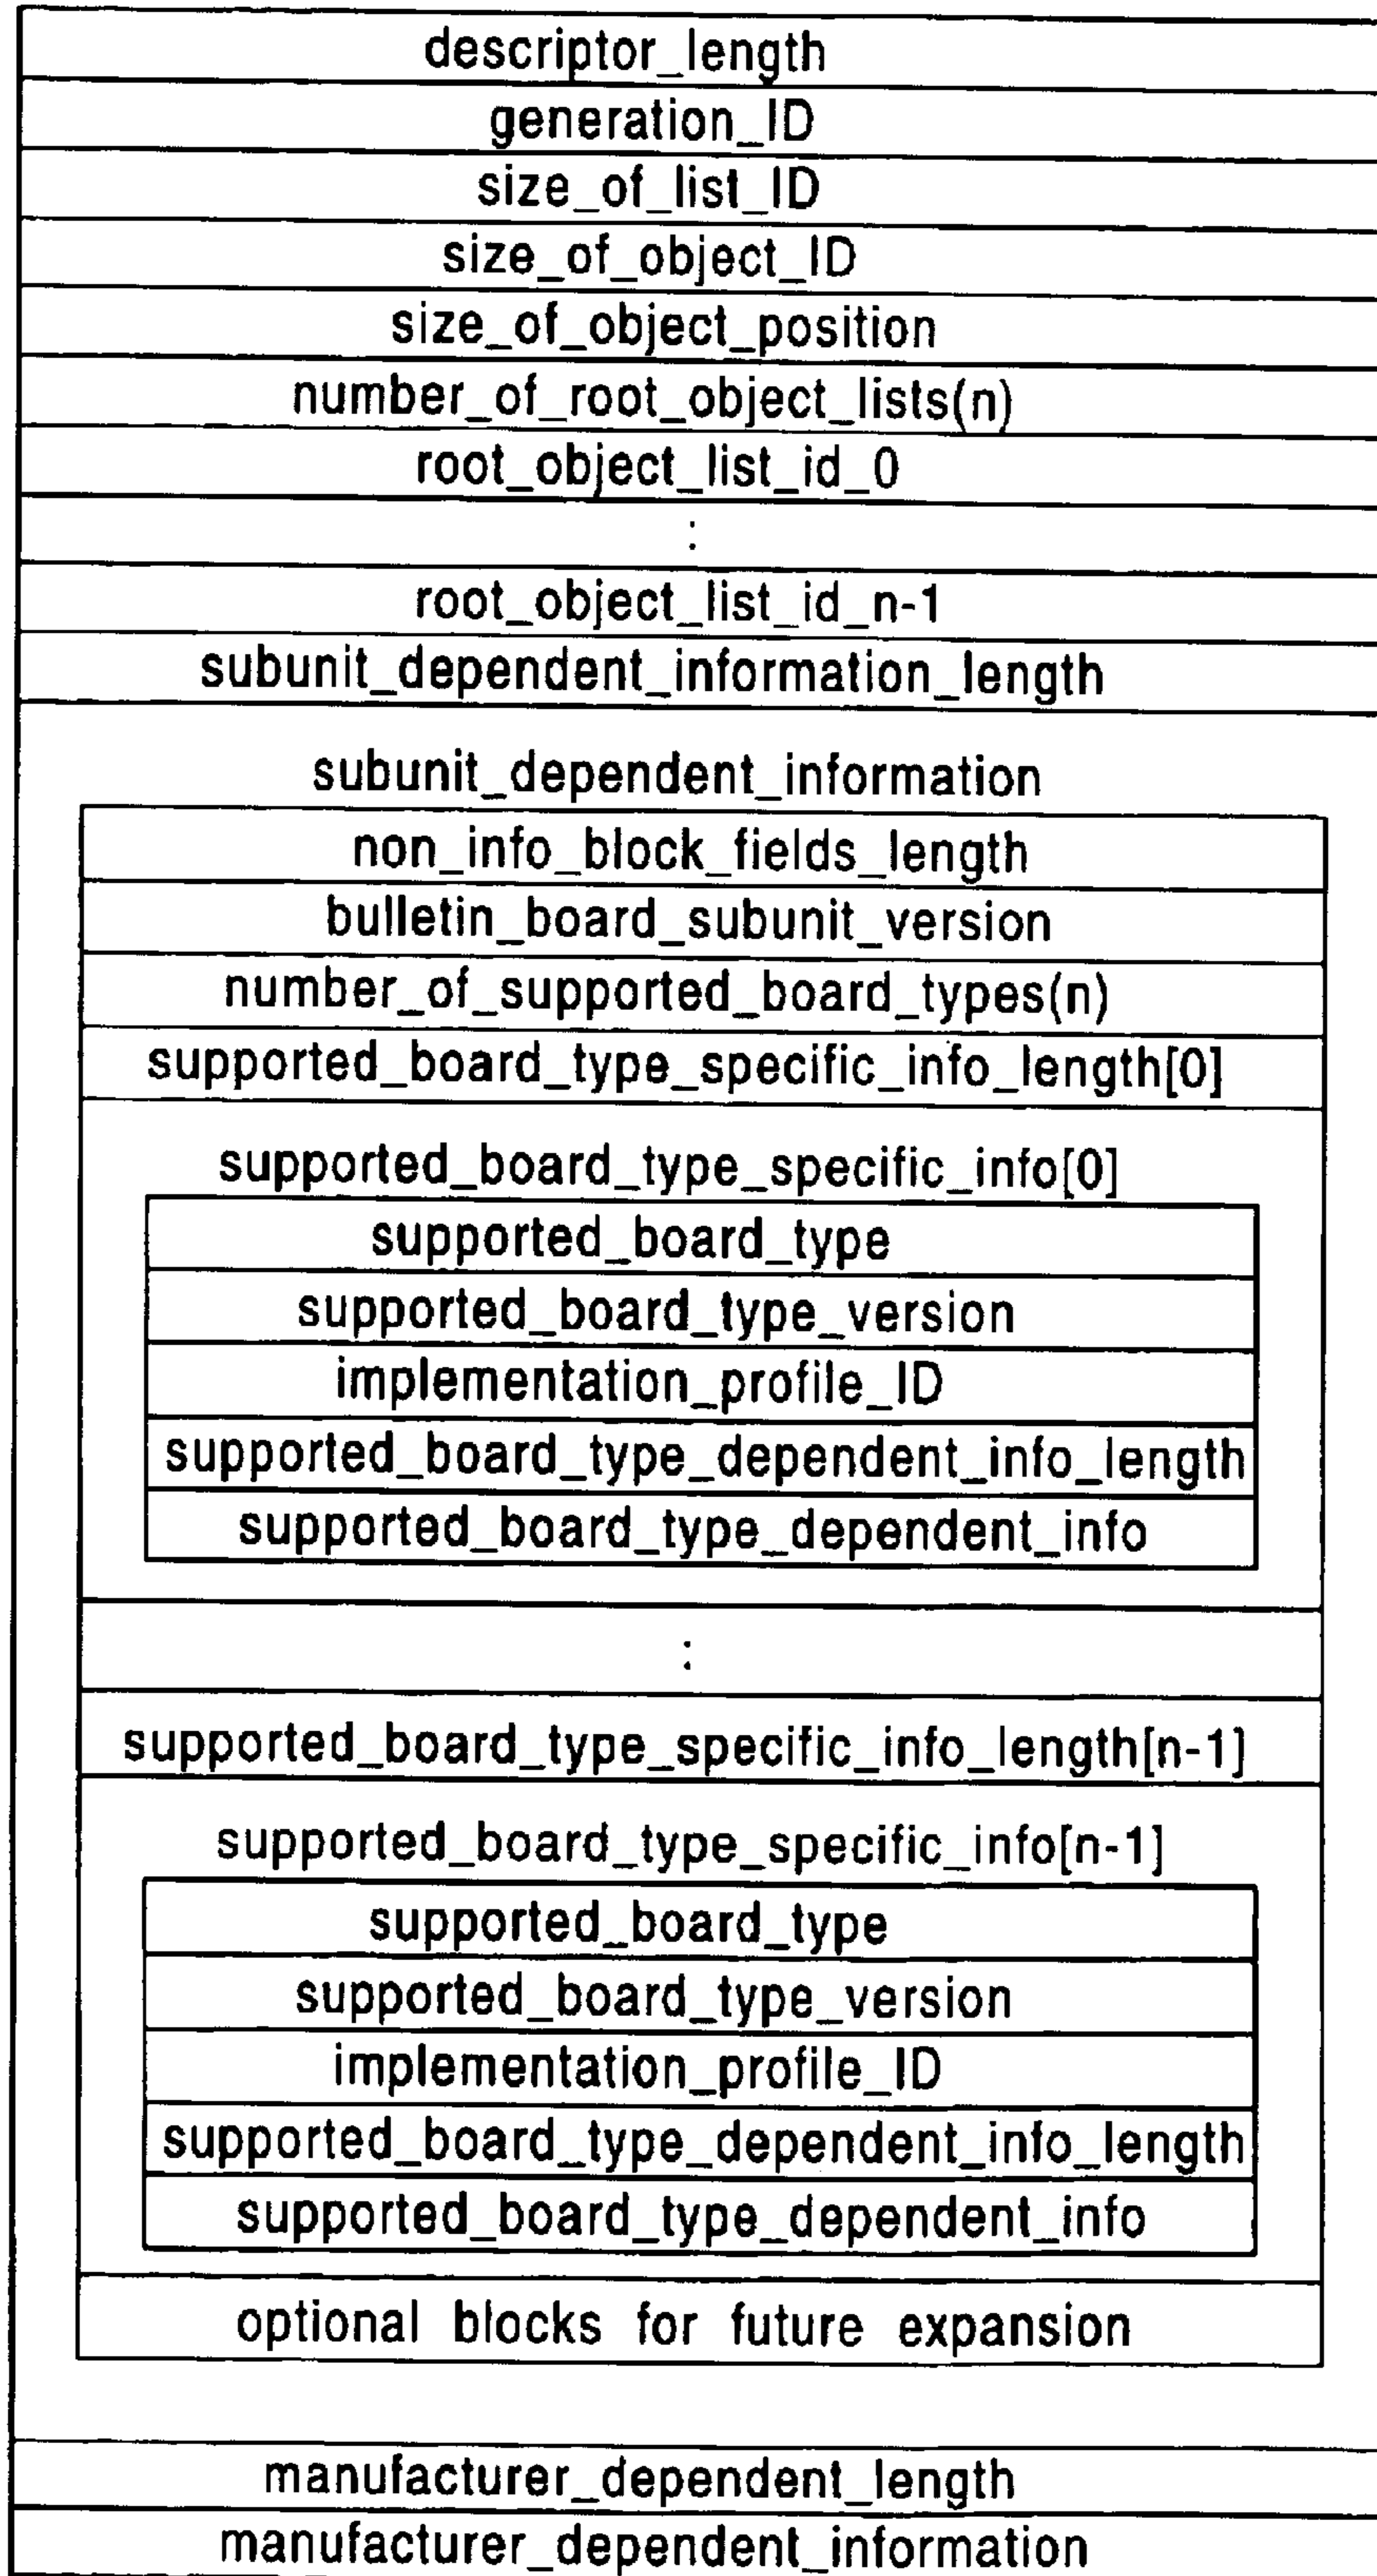 descriptor_length
generation_ID
size_of_list_ID
size_of_object_ID
size_of_object_position
number_of_root_object_lists(n)
root_object_list_id_0
:
root_object_list_id_n-1
subunit_dependent_information_length
subunit_dependent_information
non_info_block_fields_length
bulletin_board_subunit_version
number_of_supported_board_types(n)
supported_board_type_specific_info_length[0]
supported_board_type_specific_info[0]
supported_board_type
supported_board_type_version
implementation_profile_ID
supported_board_type_dependent_info_length
supported_board_type_dependent_info
:
supported_board_type_specific_info_length[n-1]
supported_board_type_specific_info[n-1]
supported_board_type
supported_board_type_version
implementation_profile_ID
supported_board_type_dependent_info_length
supported_board_type_dependent_info
optional blocks for future expansion
manufacturer_dependent_length
manufacturer_dependent_information